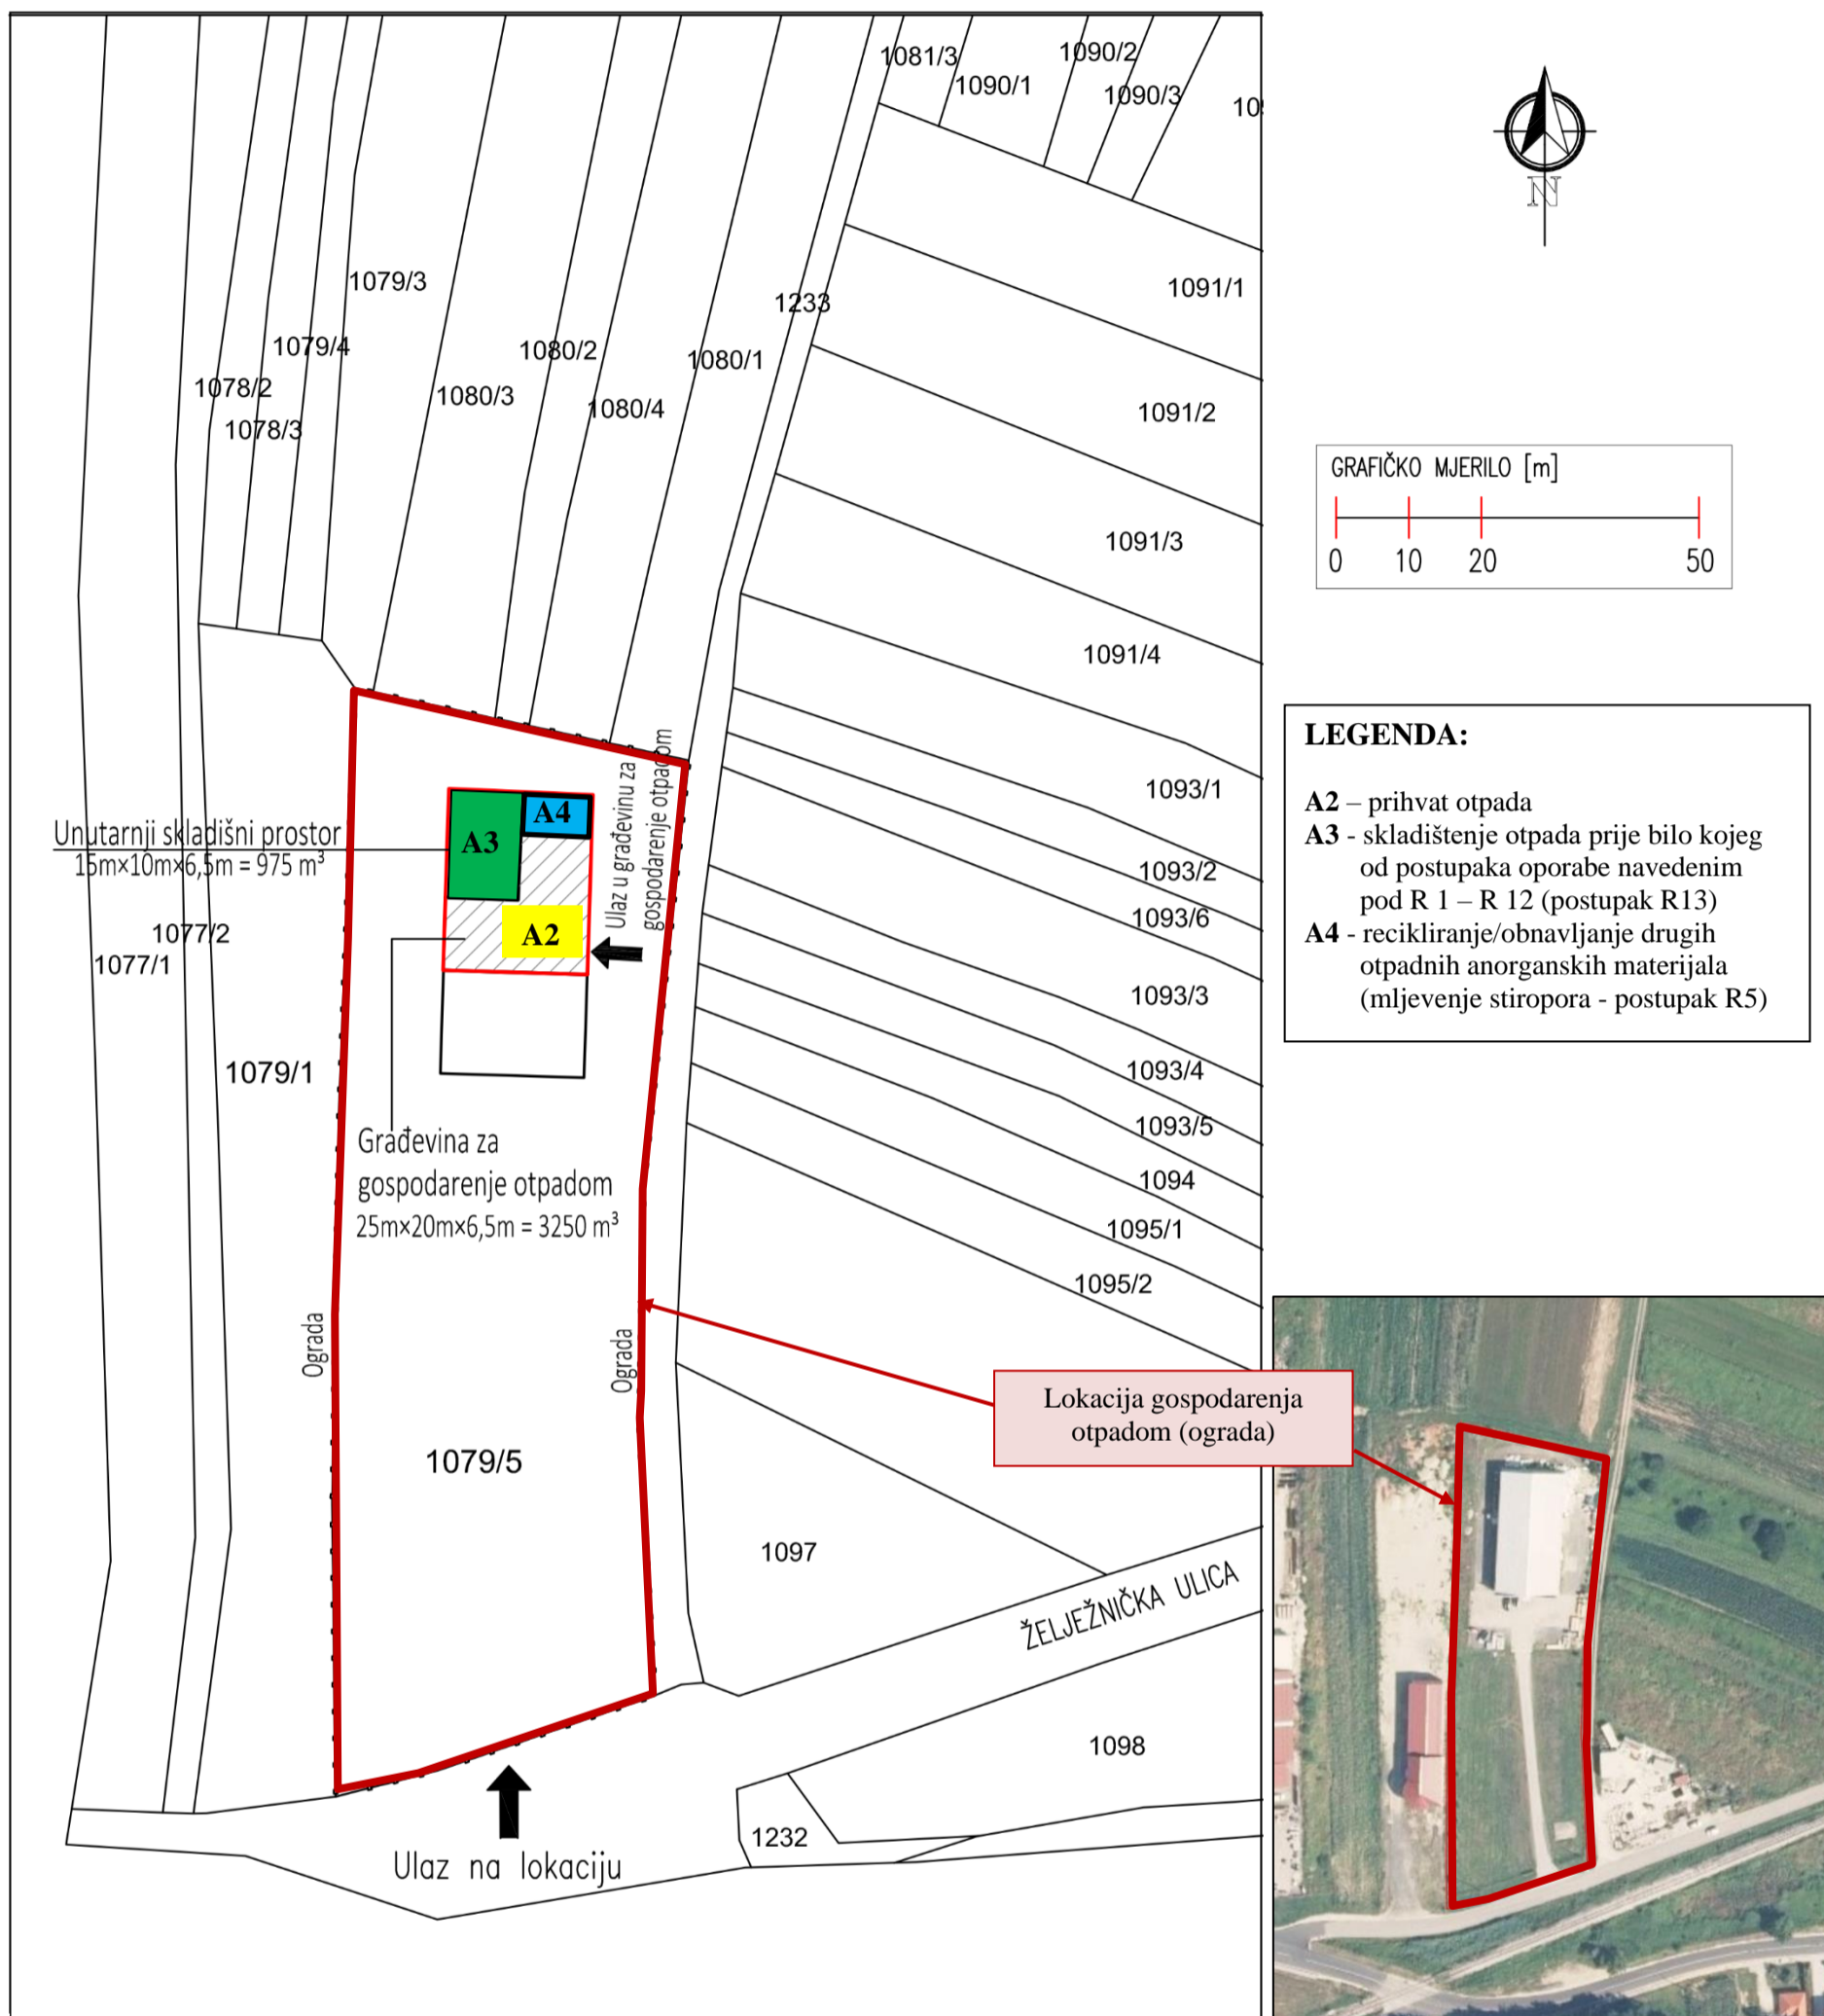 1081/3
1090/1
1090/2
1090/3
1079/3
1079/4
1078/2
1078/3
1080/3
1080/2
1080/4
1080/1
1233
1091/1
1091/2
1091/3
1091/4
1093/1
1093/2
1093/6
1093/3
1093/4
1093/5
1094
1095/1
1095/2
1097
1098
1232
1077/1
1077/2
1079/1
1079/5
Unutarnji skladišni prostor
15m×10m×6,5m = 975 m³
A3
A4
A2
Ulaz u građevinu za
gospodarenje otpadom
Građevina za
gospodarenje otpadom
25m×20m×6,5m = 3250 m³
Ograda
Ograda
ŽELJEŽNIČKA ULICA
Ulaz na lokaciju
N
GRAFIČKO MJERILO [m]
0 10 20 50
LEGENDA:
A2 – prihvat otpada
A3 - skladištenje otpada prije bilo kojeg
od postupaka oporabe navedenim
pod R 1 – R 12 (postupak R13)
A4 - recikliranje/obnavljanje drugih
otpadnih anorganskih materijala
(mljevenje stiropora - postupak R5)
Lokacija gospodarenja
otpadom (ograda)